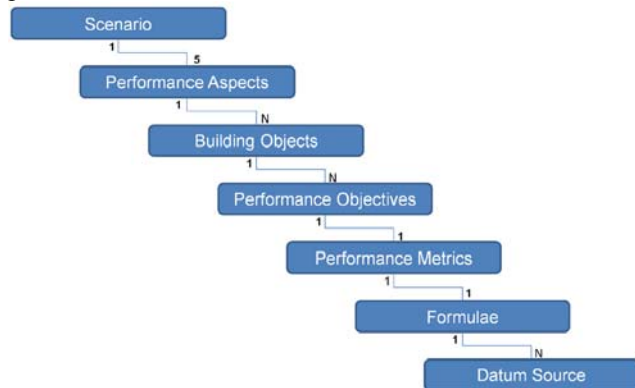 Scenario
1
5
Performance Aspects
1
N
Building Objects
1
N
Performance Objectives
1
1
Performance Metrics
1
1
Formulae
1
N
Datum Source